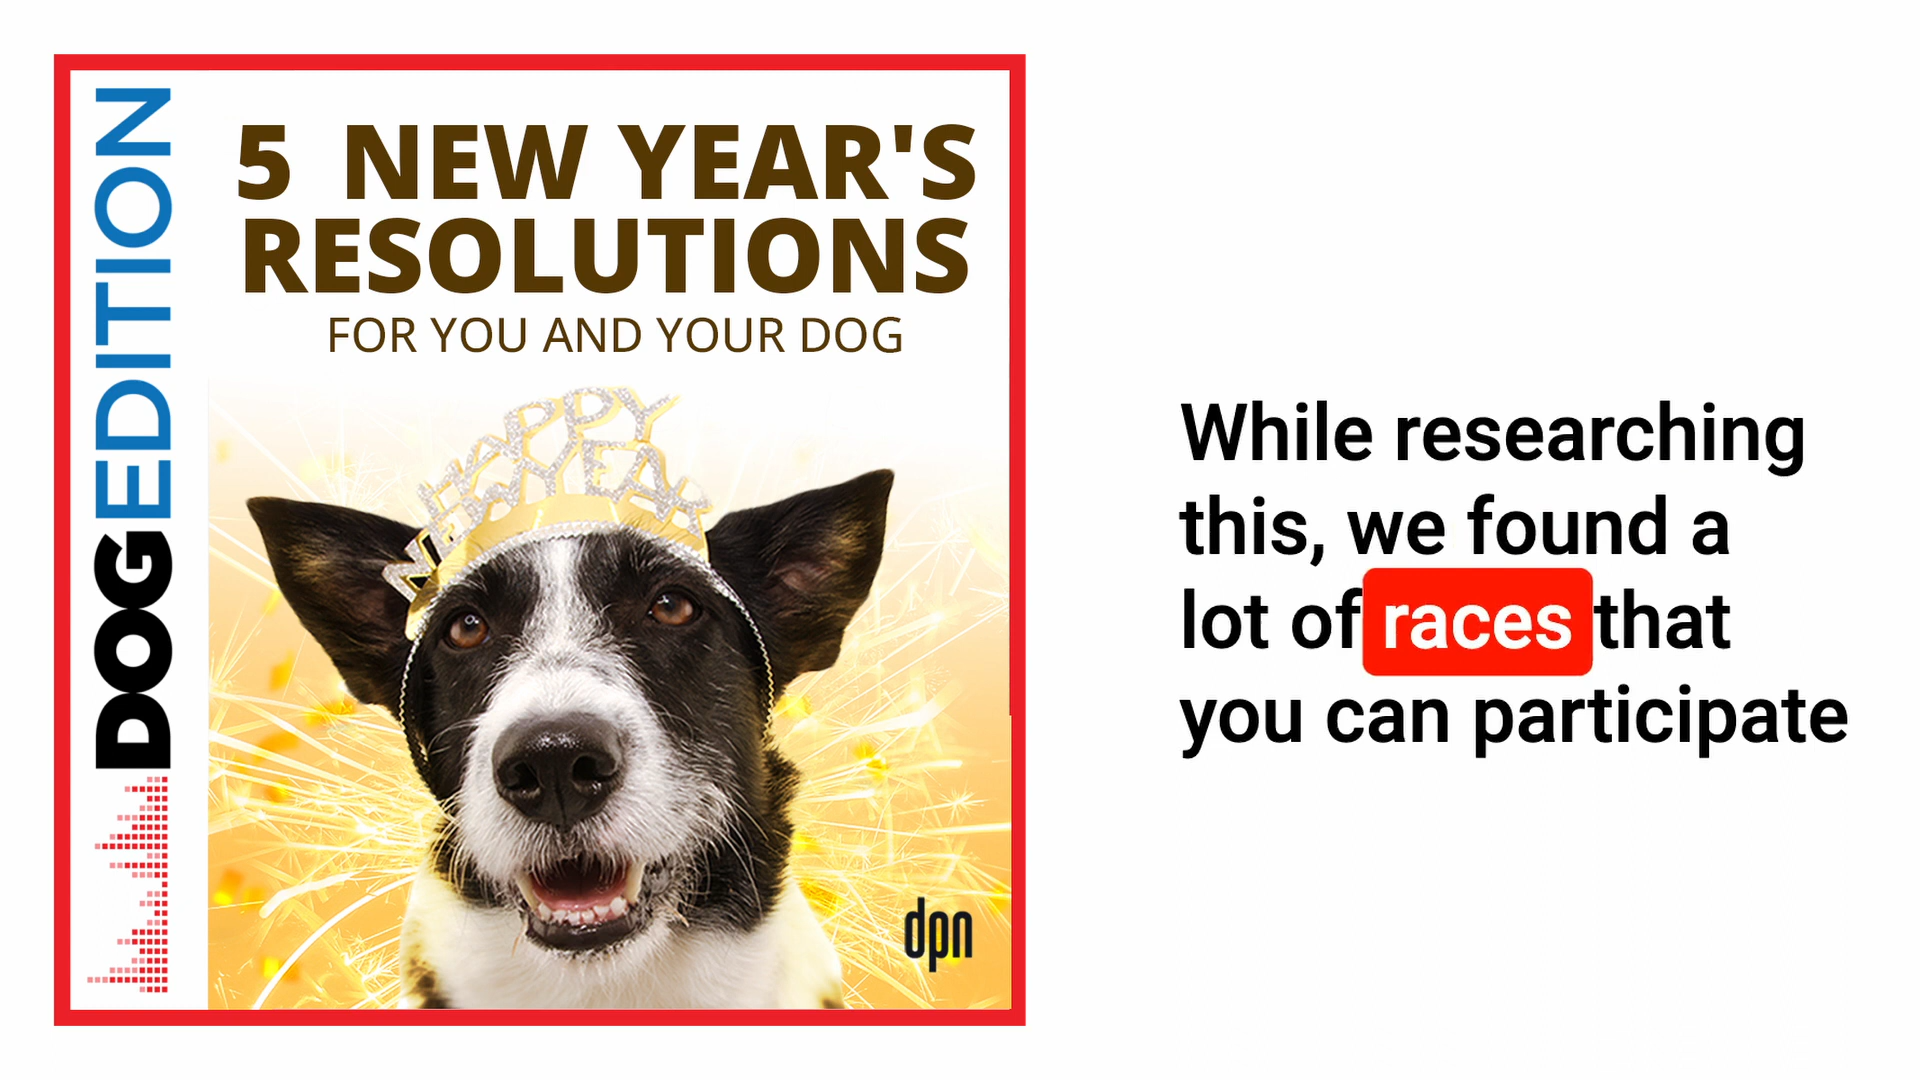 DOGEDITION
5 NEW YEAR'S
RESOLUTIONS
FOR YOU AND YOUR DOG
HAPPY
NEW YEAR
dpn
While researching
this, we found a
lot of races that
you can participate